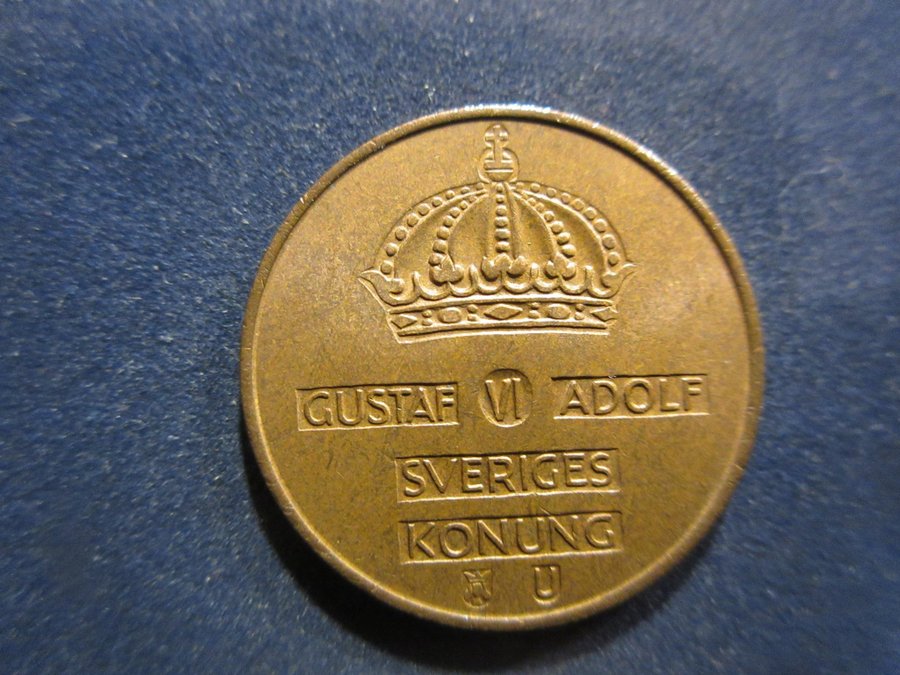 GUSTAF VI ADOLF
SVERIGES
KONUNG
U